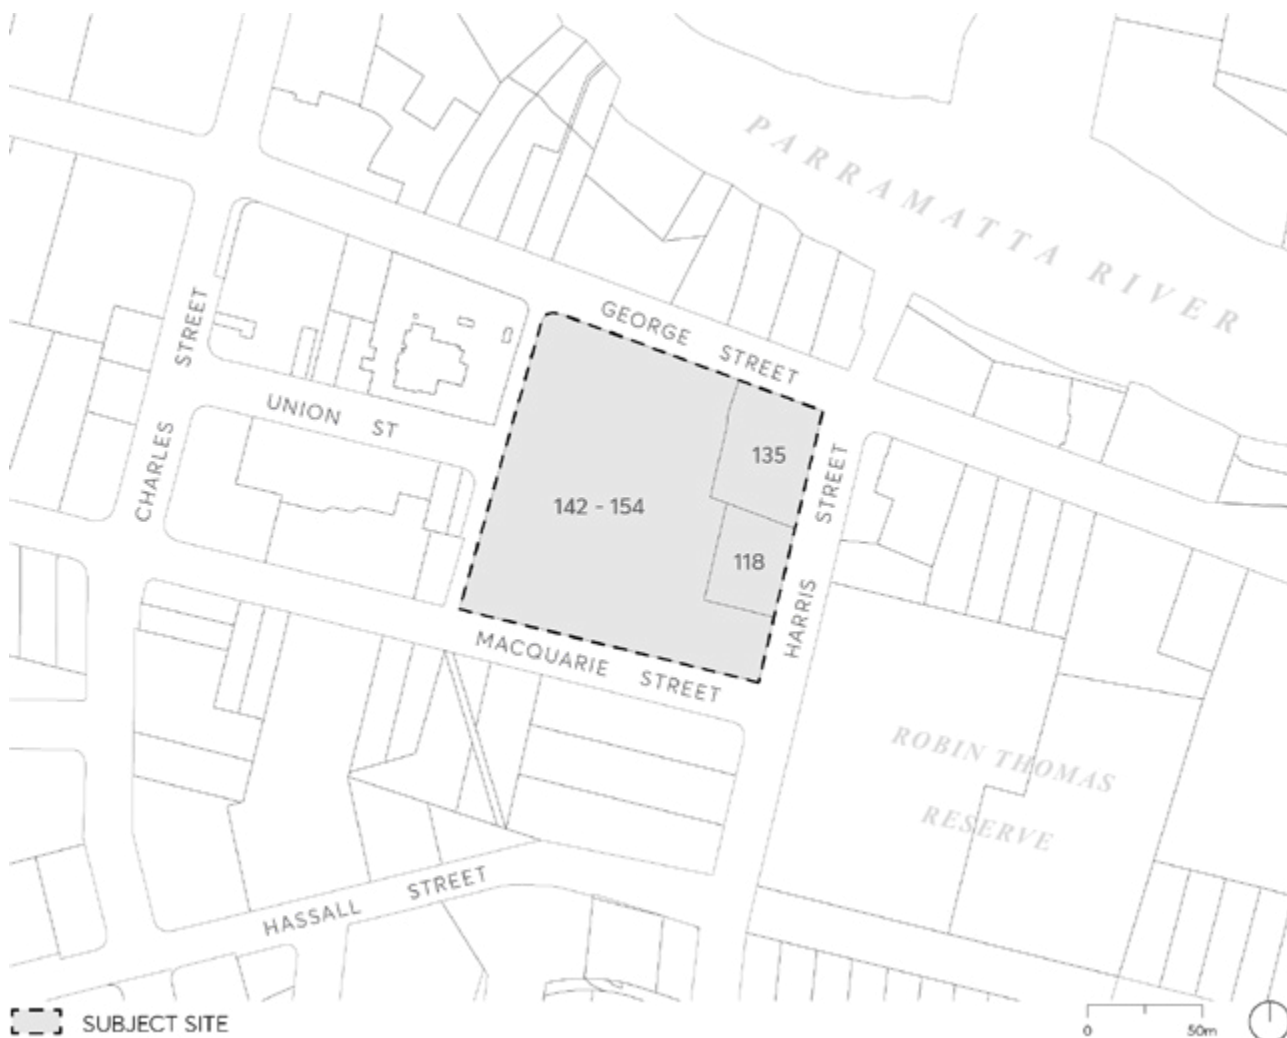 PARRAMATTA RIVER
GEORGE STREET
CHARLES STREET
UNION ST
135
142 - 154
118
HARRIS STREET
MACQUARIE STREET
ROBIN THOMAS
RESERVE
HASSALL STREET
SUBJECT SITE
0 50m